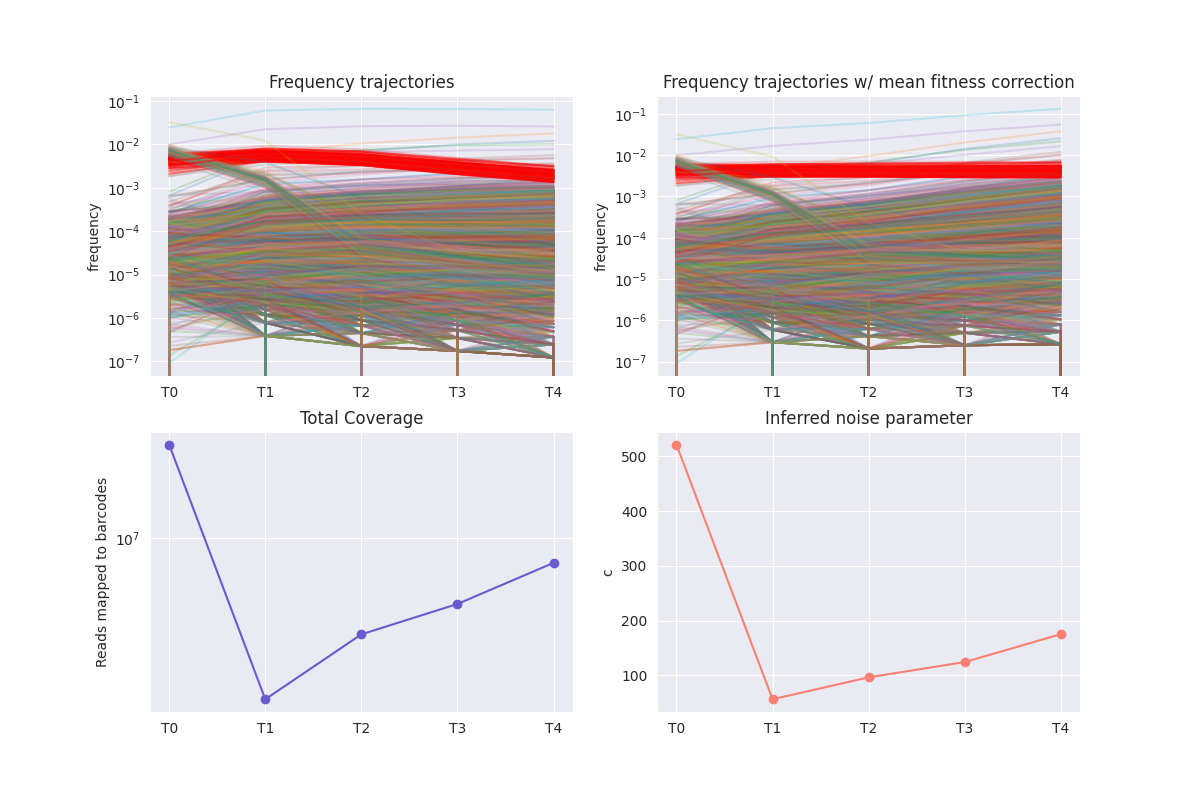 Frequency trajectories
frequency
10⁻¹
10⁻²
10⁻³
10⁻⁴
10⁻⁵
10⁻⁶
10⁻⁷
T0 T1 T2 T3 T4
Frequency trajectories w/ mean fitness correction
frequency
10⁻¹
10⁻²
10⁻³
10⁻⁴
10⁻⁵
10⁻⁶
10⁻⁷
T0 T1 T2 T3 T4
Total Coverage
Reads mapped to barcodes
10⁷
T0 T1 T2 T3 T4
Inferred noise parameter
c
500
400
300
200
100
T0 T1 T2 T3 T4